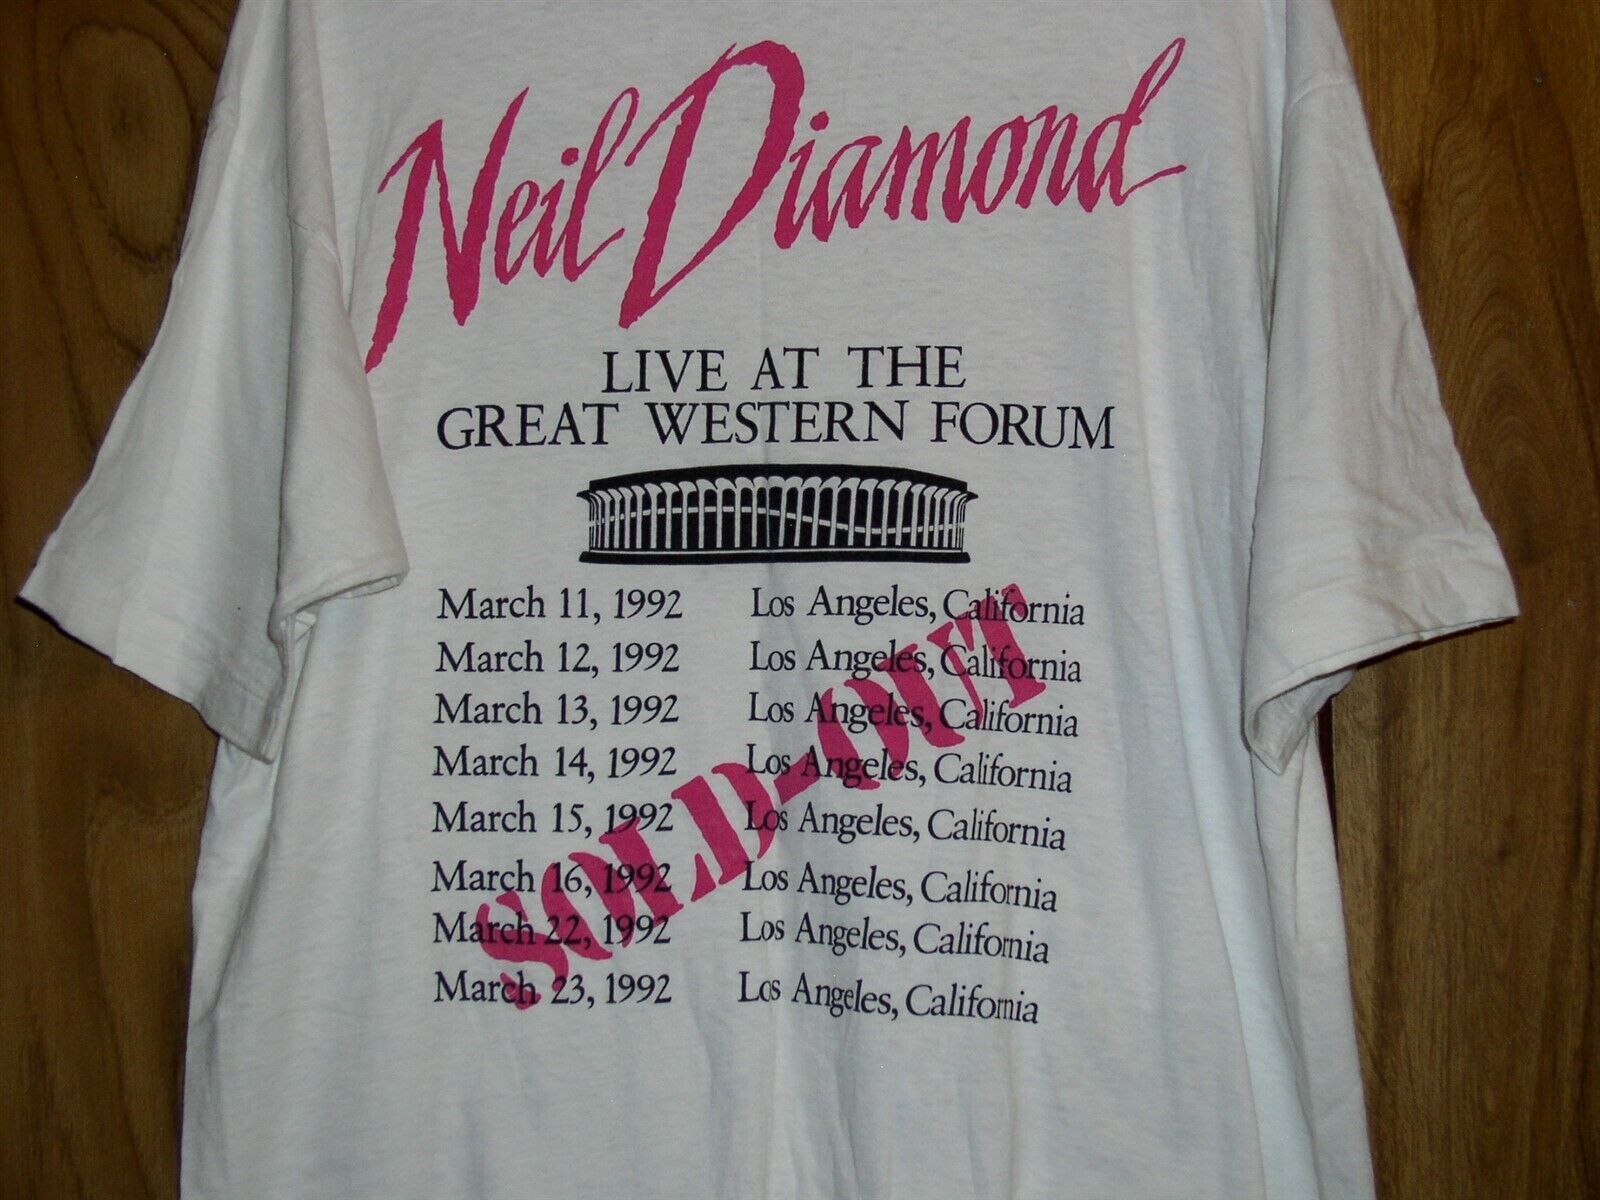 Neil Diamond
LIVE AT THE
GREAT WESTERN FORUM
March 11, 1992 Los Angeles, California
March 12, 1992 Los Angeles, California
March 13, 1992 Los Angeles, California
March 14, 1992 Los Angeles, California
March 15, 1992 Los Angeles, California
March 16, 1992 Los Angeles, California
March 22, 1992 Los Angeles, California
March 23, 1992 Los Angeles, California
SOLD-OUT